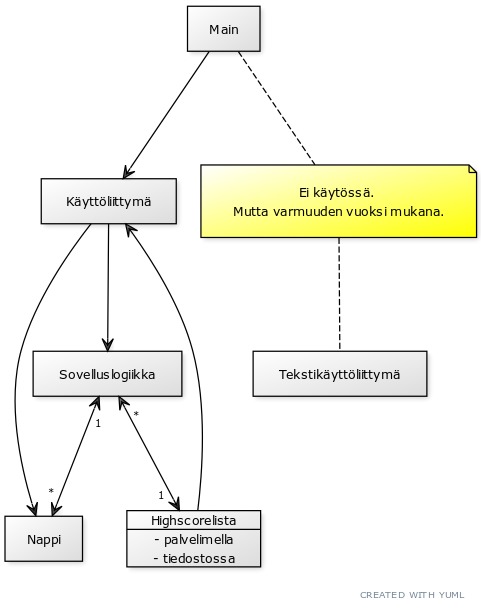 Main
Käyttöliittymä
Ei käytössä.
Mutta varmuuden vuoksi mukana.
Sovelluslogiikka
Tekstikäyttöliittymä
1
*
*
1
Nappi
Highscorelista
- palvelimella
- tiedostossa
CREATED WITH YUML